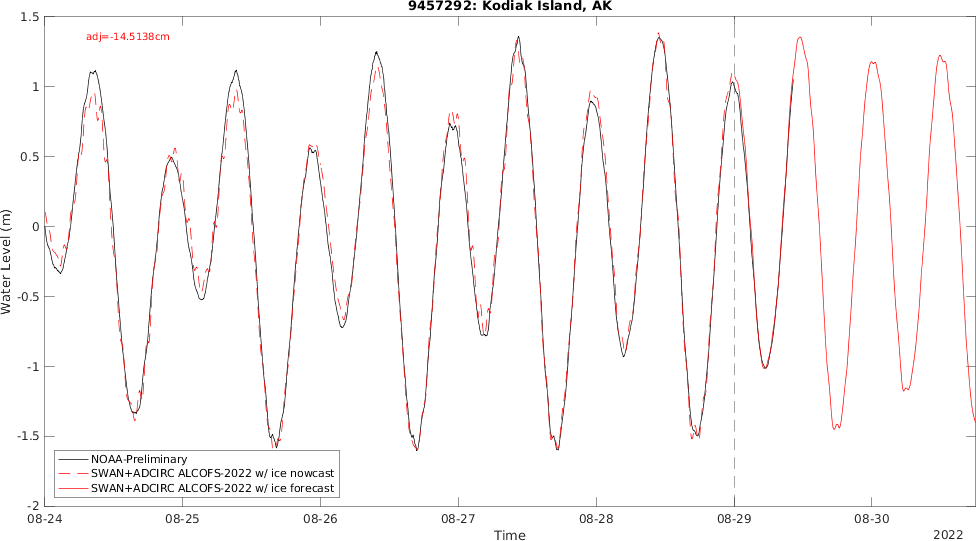 9457292: Kodiak Island, AK
adj=-14.5138cm
1.5
1
0.5
0
-0.5
-1
-1.5
-2
Water Level (m)
NOAA-Preliminary
SWAN+ADCIRC ALCOFS-2022 w/ ice nowcast
SWAN+ADCIRC ALCOFS-2022 w/ ice forecast
08-24 08-25 08-26 08-27 08-28 08-29 08-30
Time
2022